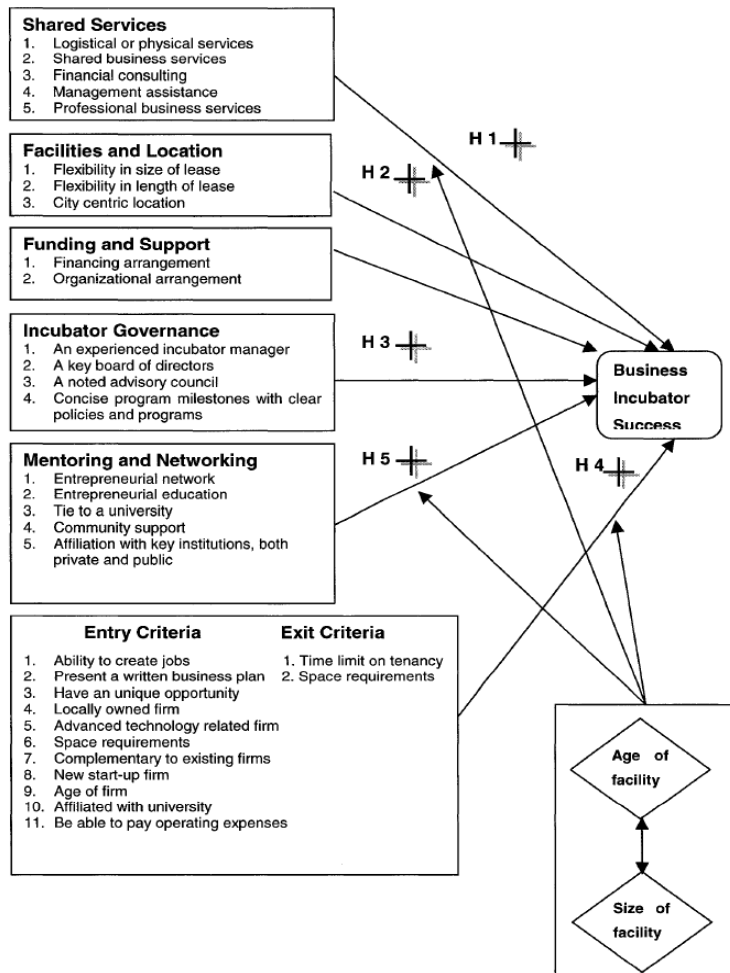 Shared Services
1. Logistical or physical services
2. Shared business services
3. Financial consulting
4. Management assistance
5. Professional business services
Facilities and Location
1. Flexibility in size of lease
2. Flexibility in length of lease
3. City centric location
Funding and Support
1. Financing arrangement
2. Organizational arrangement
Incubator Governance
1. An experienced incubator manager
2. A key board of directors
3. A noted advisory council
4. Concise program milestones with clear
policies and programs
Mentoring and Networking
1. Entrepreneurial network
2. Entrepreneurial education
3. Tie to a university
4. Community support
5. Affiliation with key institutions, both
private and public
Entry Criteria
1. Ability to create jobs
2. Present a written business plan
3. Have an unique opportunity
4. Locally owned firm
5. Advanced technology related firm
6. Space requirements
7. Complementary to existing firms
8. New start-up firm
9. Age of firm
10. Affiliated with university
11. Be able to pay operating expenses
Exit Criteria
1. Time limit on tenancy
2. Space requirements
H 1
H 2
H 3
H 5
H 4
Business
Incubator
Success
Age of
facility
Size of
facility